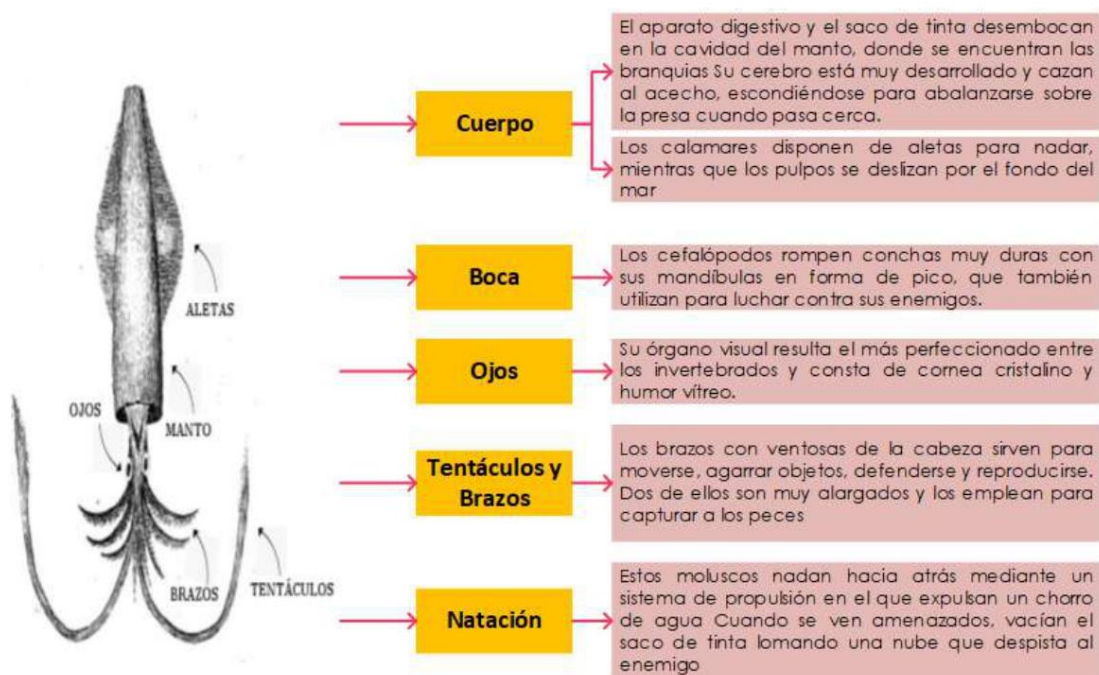 ALETAS
OJOS
MANTO
BRAZOS
TENTÁCULOS
Cuerpo
El aparato digestivo y el saco de tinta desembocan
en la cavidad del manto, donde se encuentran las
branquias Su cerebro está muy desarrollado y cazan
al acecho, escondiéndose para abalanzarse sobre
la presa cuando pasa cerca.
Los calamares disponen de aletas para nadar,
mientras que los pulpos se deslizan por el fondo del
mar
Boca
Los cefalópodos rompen conchas muy duras con
sus mandíbulas en forma de pico, que también
utilizan para luchar contra sus enemigos.
Ojos
Su órgano visual resulta el más perfeccionado entre
los invertebrados y consta de cornea cristalino y
humor vítreo.
Tentáculos y
Brazos
Los brazos con ventosas de la cabeza sirven para
moverse, agarrar objetos, defenderse y reproducirse.
Dos de ellos son muy alargados y los emplean para
capturar a los peces
Natación
Estos moluscos nadan hacia atrás mediante un
sistema de propulsión en el que expulsan un chorro
de agua Cuando se ven amenazados, vacían el
saco de tinta lomando una nube que despista al
enemigo